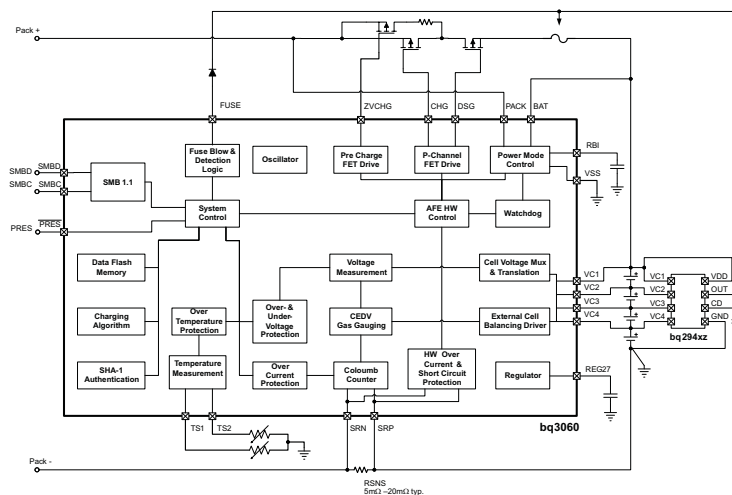 Pack +
FUSE
ZVCHG
CHG
DSG
PACK
BAT
Fuse Blow &
Detection
Logic
Oscillator
Pre Charge
FET Drive
P-Channel
FET Drive
Power Mode
Control
RBI
VSS
SMBD
SMBD
SMBC
SMBC
SMB 1.1
PRES
PRES
System
Control
AFE HW
Control
Watchdog
Data Flash
Memory
Voltage
Measurement
Cell Voltage Mux
& Translation
Over
Temperature
Protection
Over- &
Under-
Voltage
Protection
Charging
Algorithm
CEDV
Gas Gauging
External Cell
Balancing Driver
VC1
VC2
VC3
VC4
VC1
VC2
VC3
VC4
VDD
OUT
CD
GND
bq294xz
SHA-1
Authentication
Temperature
Measurement
Over
Current
Protection
Coloumb
Counter
HW Over
Current &
Short Circuit
Protection
Regulator
REG27
bq3060
TS1
TS2
SRN
SRP
Pack -
RSNS
5mΩ –20mΩ typ.